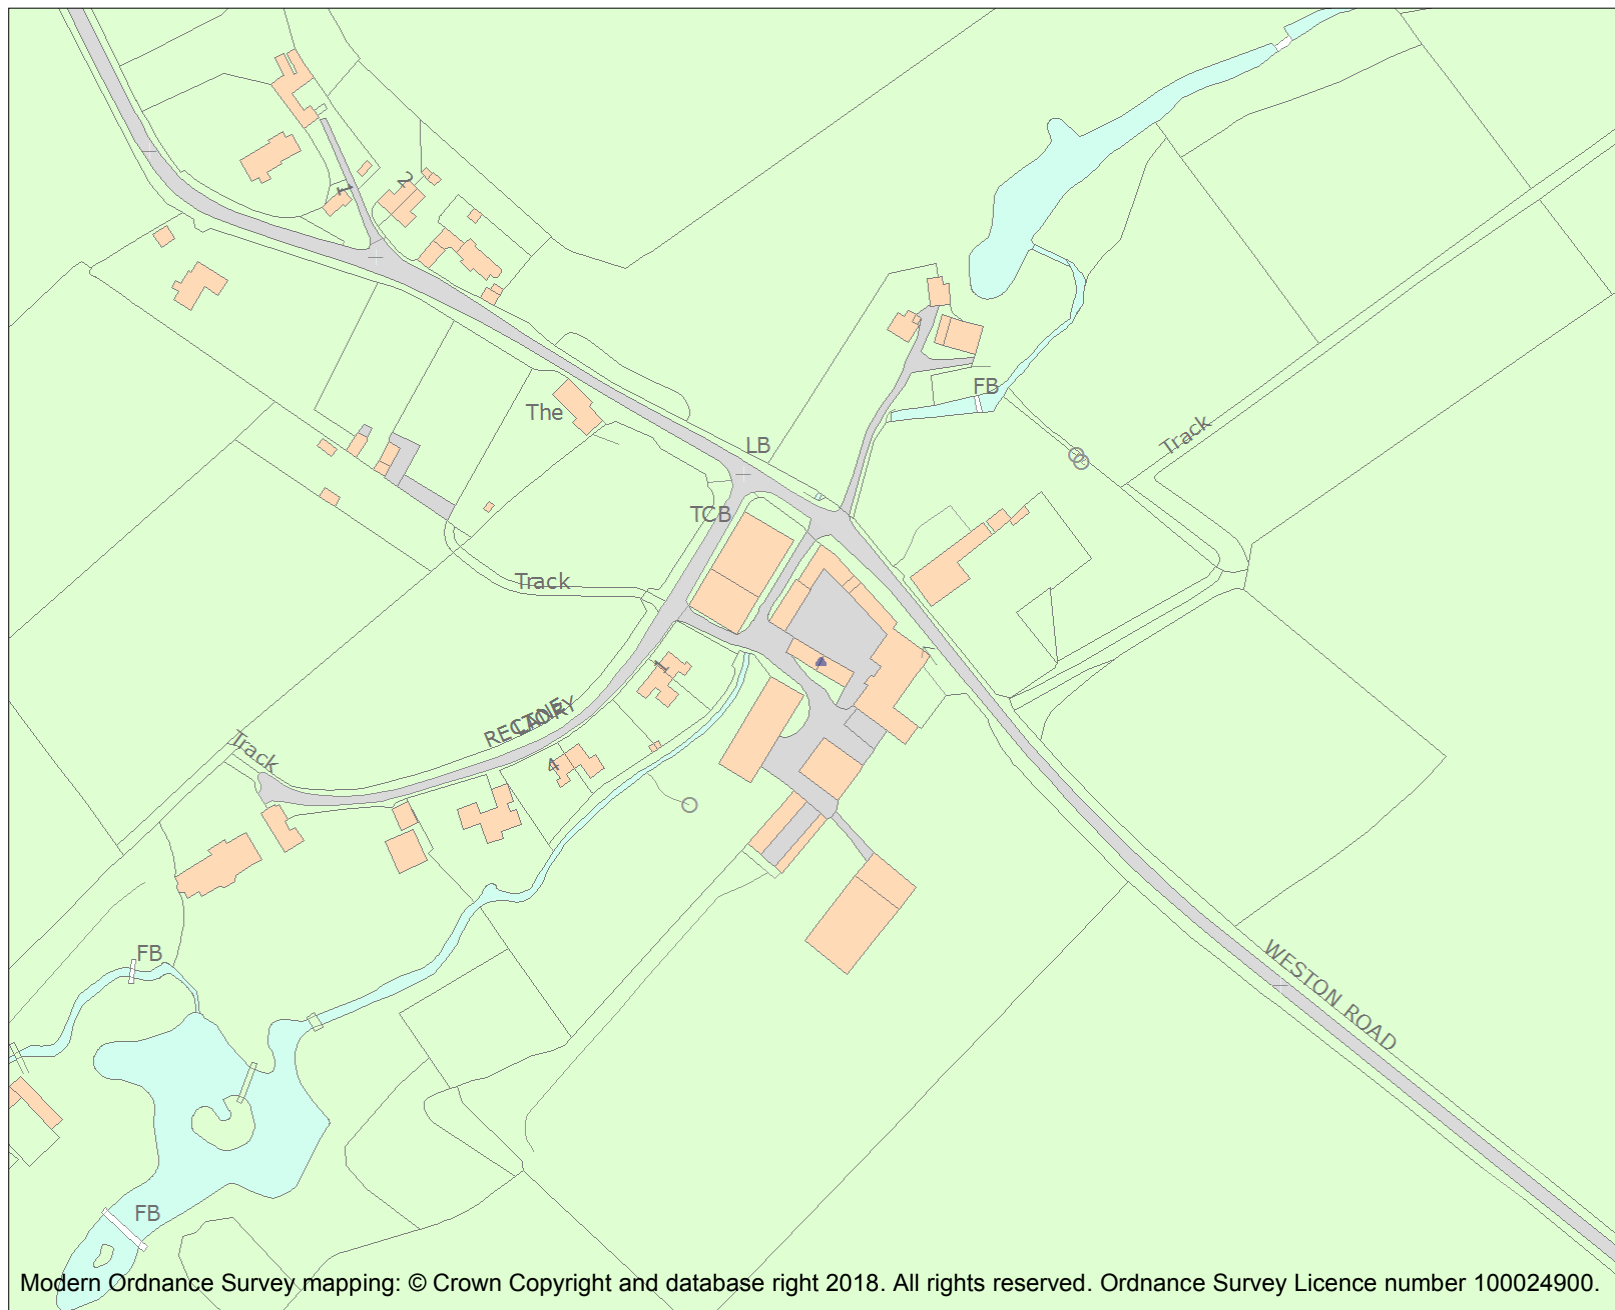 1
2
FB
The
Track
LB
TCB
Track
1
RECTORY
LANE
Track
4
FB
WESTON ROAD
FB
Modern Ordnance Survey mapping: © Crown Copyright and database right 2018. All rights reserved. Ordnance Survey Licence number 100024900.